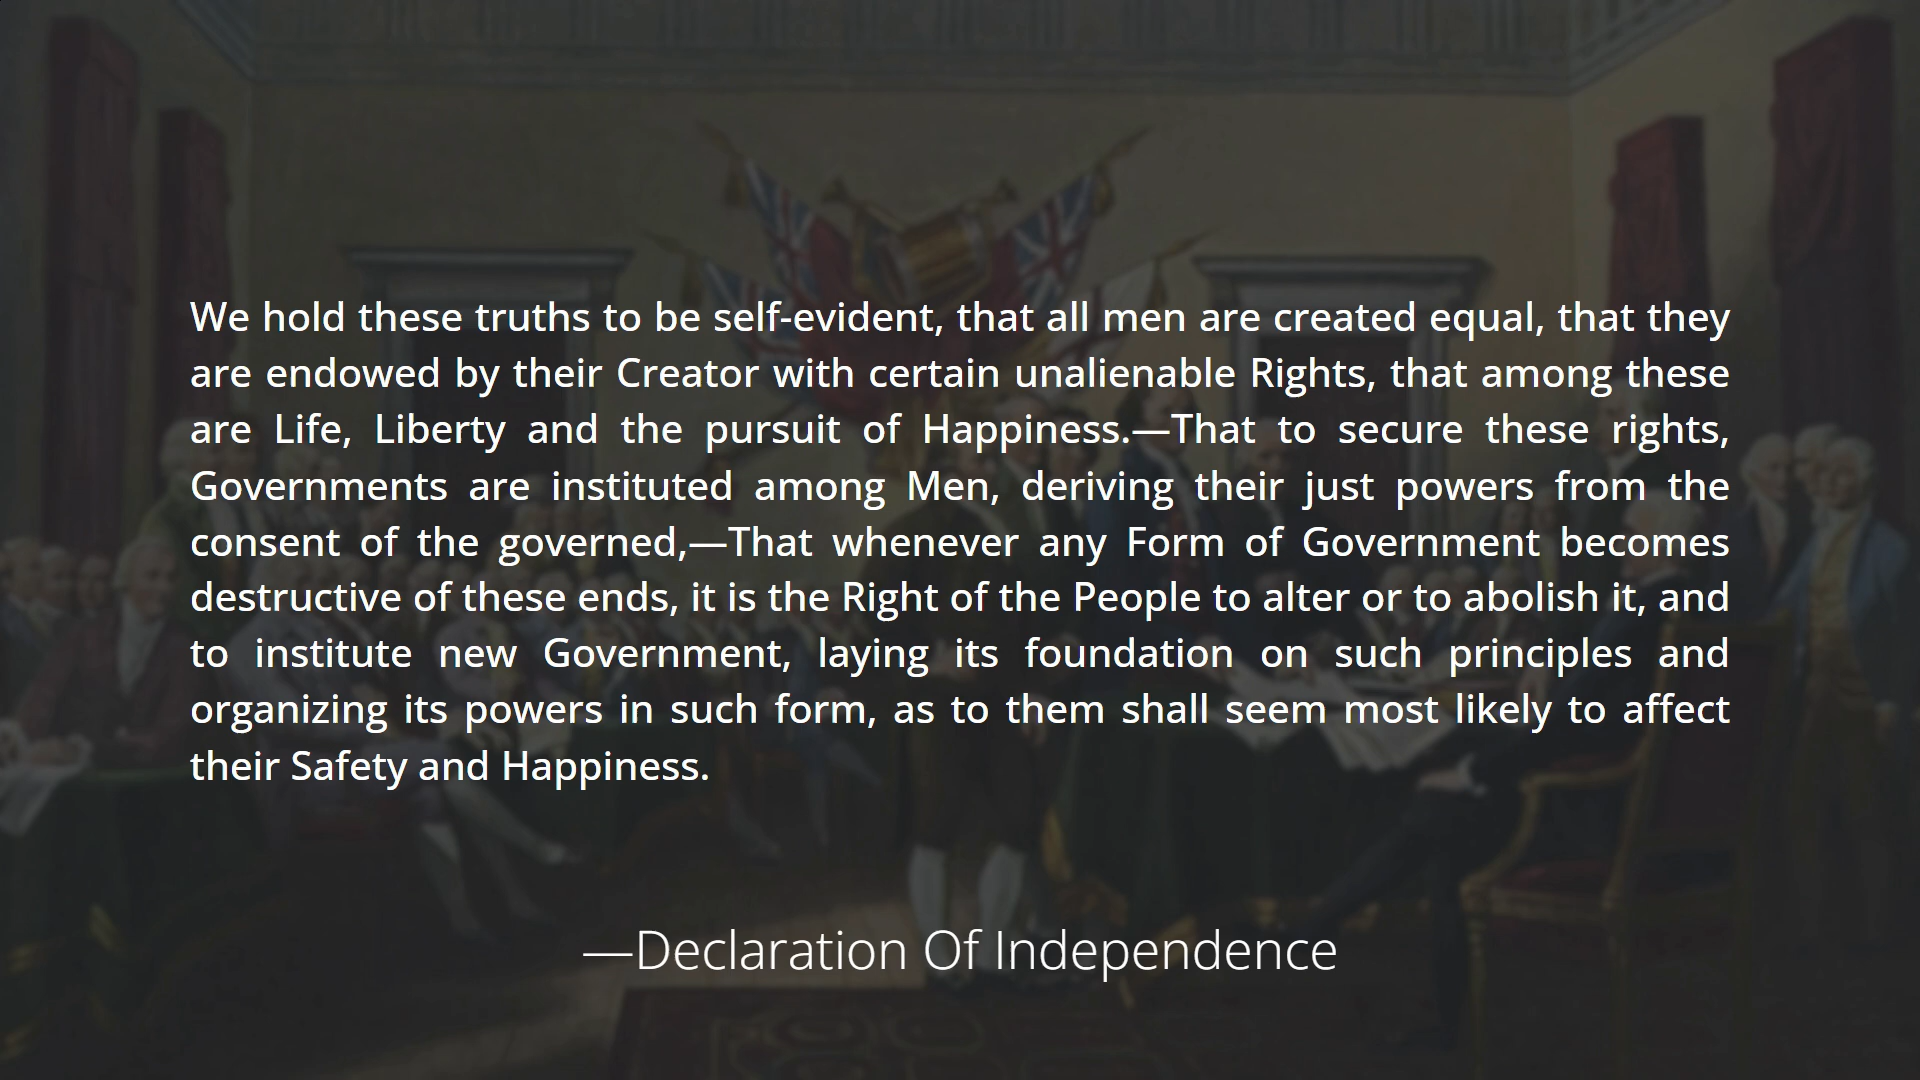 We hold these truths to be self-evident, that all men are created equal, that they
are endowed by their Creator with certain unalienable Rights, that among these
are Life, Liberty and the pursuit of Happiness.—That to secure these rights,
Governments are instituted among Men, deriving their just powers from the
consent of the governed,—That whenever any Form of Government becomes
destructive of these ends, it is the Right of the People to alter or to abolish it, and
to institute new Government, laying its foundation on such principles and
organizing its powers in such form, as to them shall seem most likely to affect
their Safety and Happiness.
—Declaration Of Independence